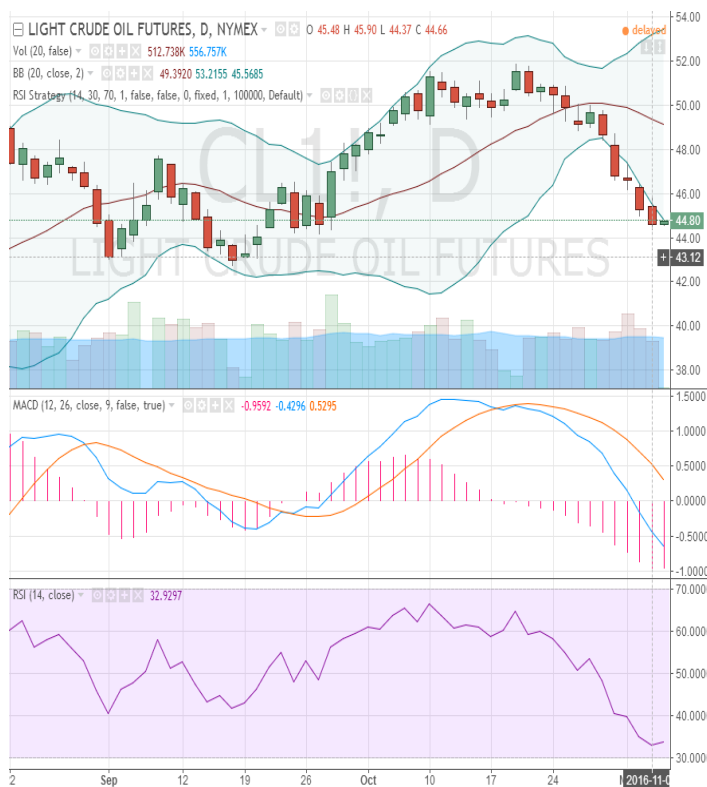 LIGHT CRUDE OIL FUTURES, D, NYMEX O 45.48 H 45.90 L 44.37 C 44.66
delayed
Vol (20, false) 512.738K 556.757K
BB (20, close, 2) 49.3920 53.2155 45.5685
RSI Strategy (14, 30, 70, 1, false, false, 0, fixed, 1, 100000, Default)
CL1!, D
LIGHT CRUDE OIL FUTURES
54.00
52.00
50.00
48.00
46.00
44.80
44.00
43.12
42.00
40.00
38.00
MACD (12, 26, close, 9, false, true) -0.9592 -0.4296 0.5295
1.5000
1.0000
0.5000
0.0000
-0.5000
-1.0000
RSI (14, close) 32.9297
70.0000
60.0000
50.0000
40.0000
30.0000
2 Sep 12 19 26 Oct 10 17 24 2016-11-0